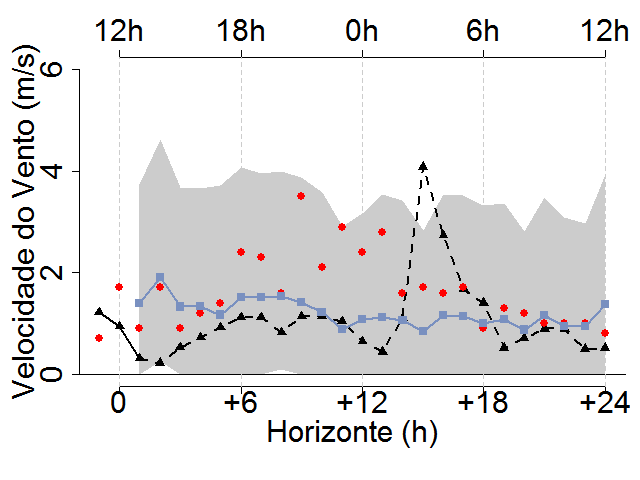 12h 18h 0h 6h 12h
Velocidade do Vento (m/s)
6
4
2
0
0 +6 +12 +18 +24
Horizonte (h)